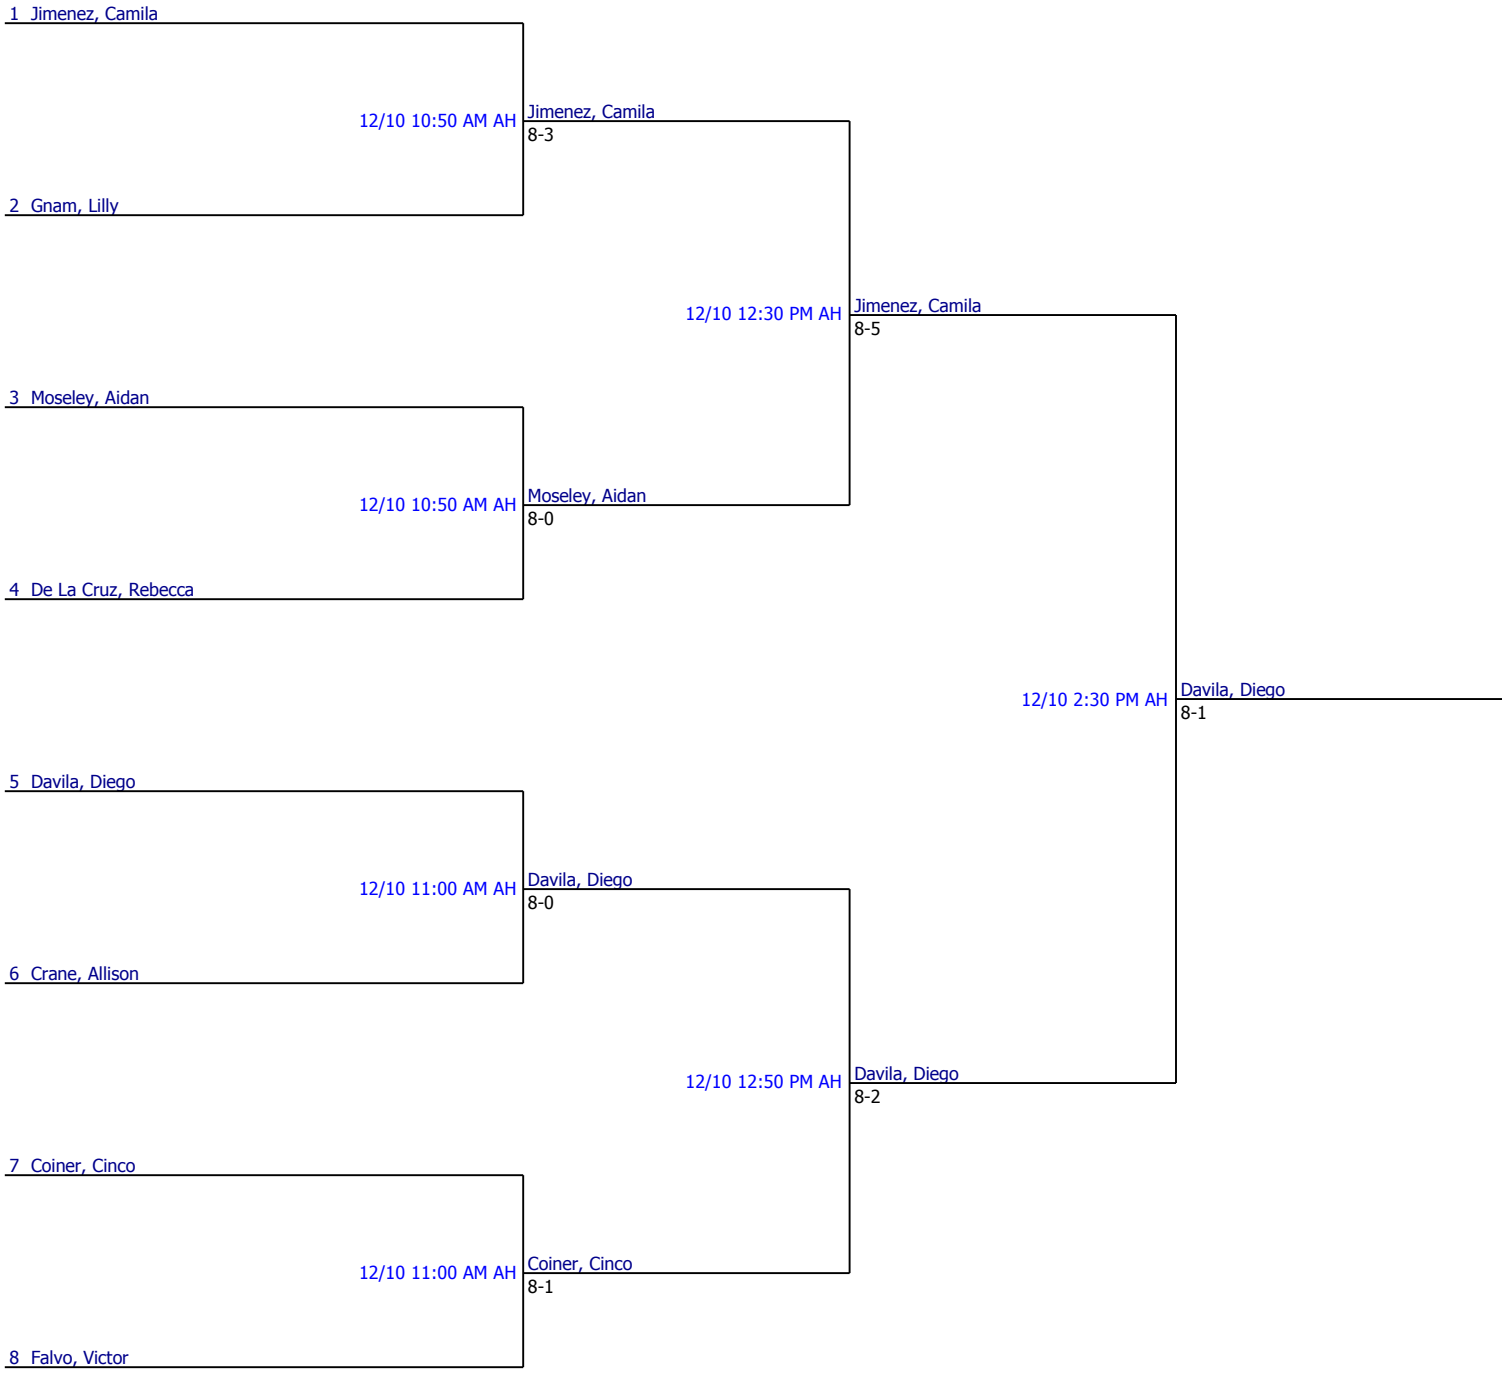 1 Jimenez, Camila
12/10 10:50 AM AH
Jimenez, Camila
8-3
2 Gnam, Lilly
12/10 12:30 PM AH
Jimenez, Camila
8-5
3 Moseley, Aidan
12/10 10:50 AM AH
Moseley, Aidan
8-0
4 De La Cruz, Rebecca
12/10 2:30 PM AH
Davila, Diego
8-1
5 Davila, Diego
12/10 11:00 AM AH
Davila, Diego
8-0
6 Crane, Allison
12/10 12:50 PM AH
Davila, Diego
8-2
7 Coiner, Cinco
12/10 11:00 AM AH
Coiner, Cinco
8-1
8 Falvo, Victor